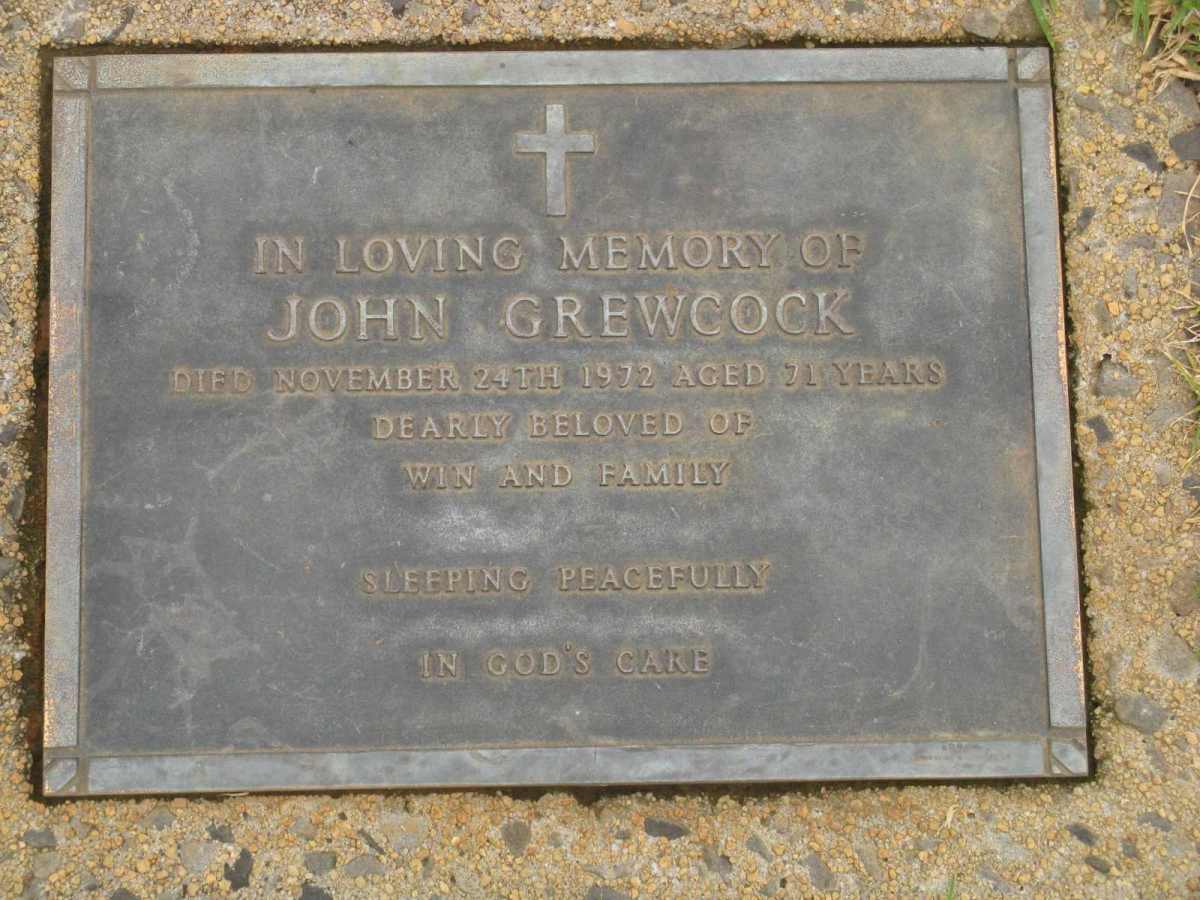 IN LOVING MEMORY OF
JOHN GREWCOCK
DIED NOVEMBER 24TH 1972 AGED 71 YEARS
DEARLY BELOVED OF
WIN AND FAMILY
SLEEPING PEACEFULLY
IN GOD'S CARE